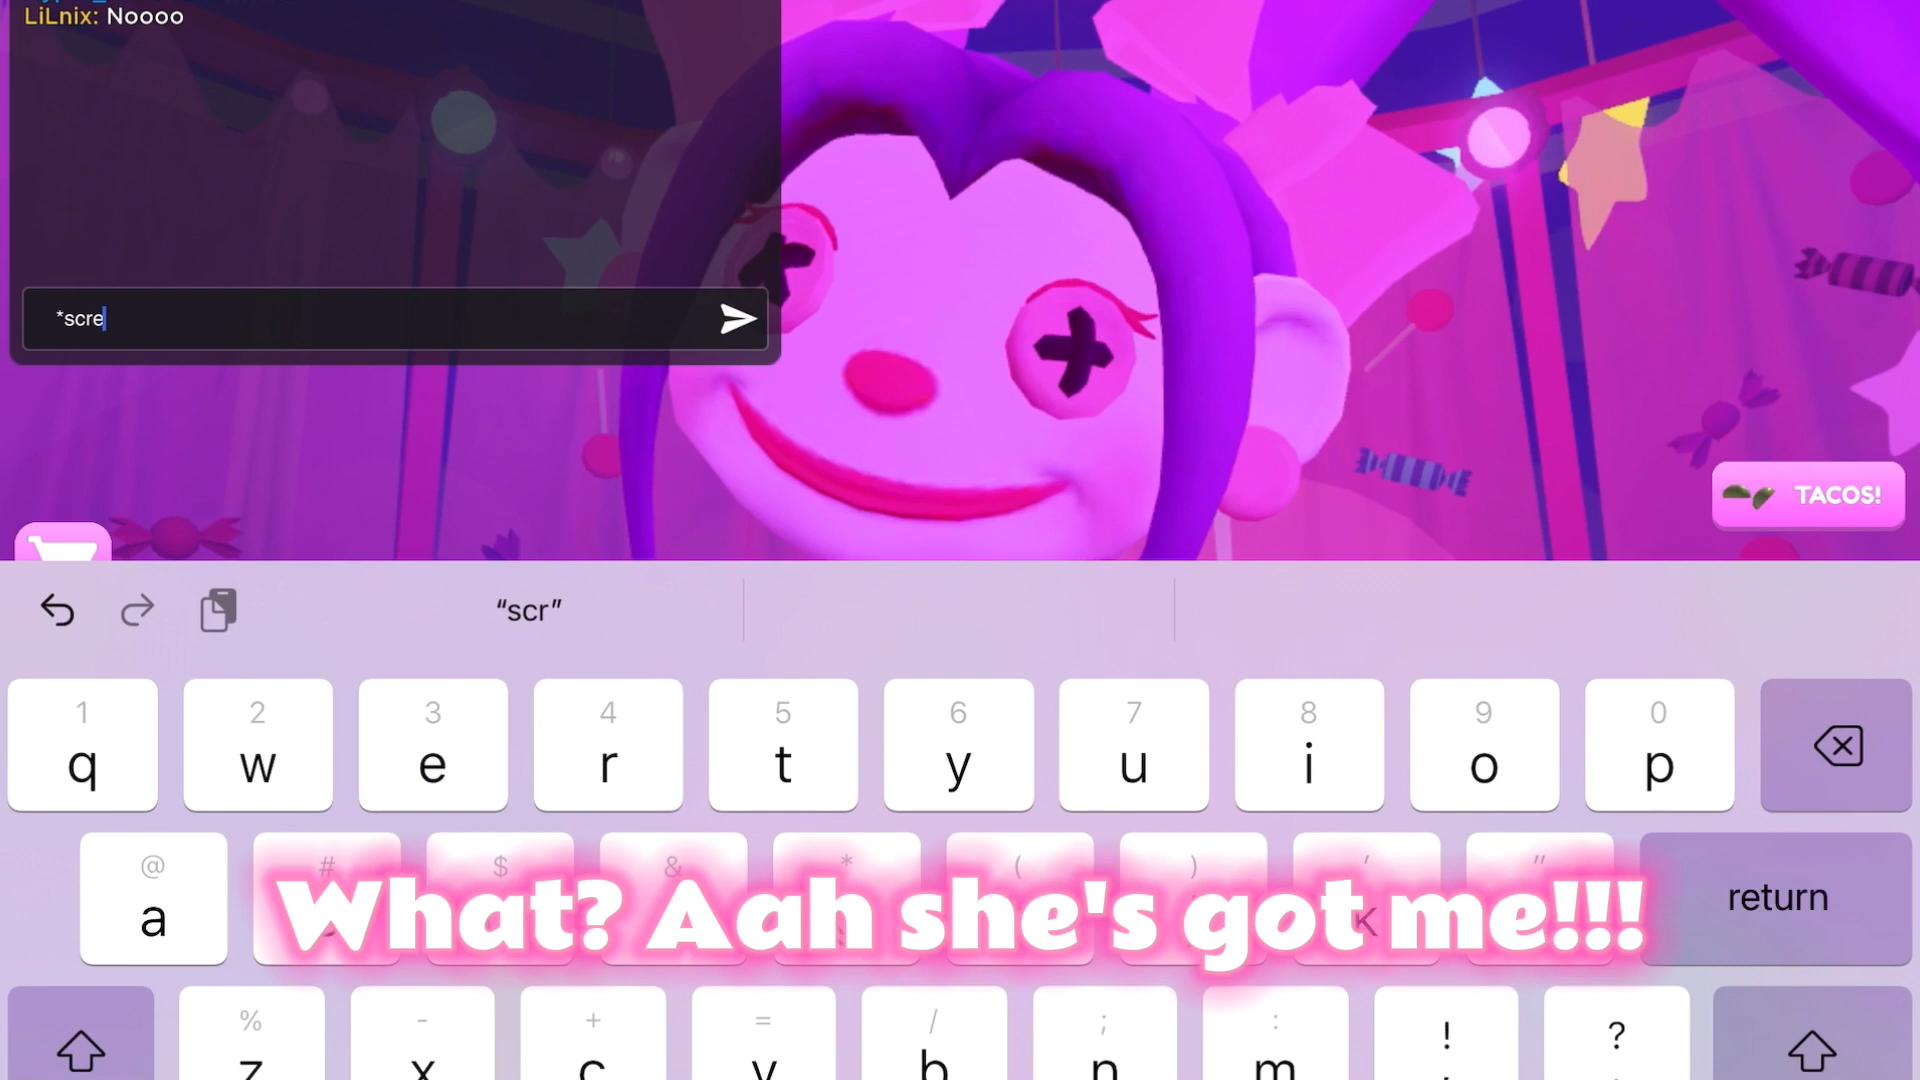 LiLnix: Noooo
*scre
TACOS!
“scr”
1 2 3 4 5 6 7 8 9 0
q w e r t y u i o p
@ # $ & * ( ) ' "
a k return
What? Aah she's got me!!!
% - + = / ; : ! ?
z x c v b n m , .